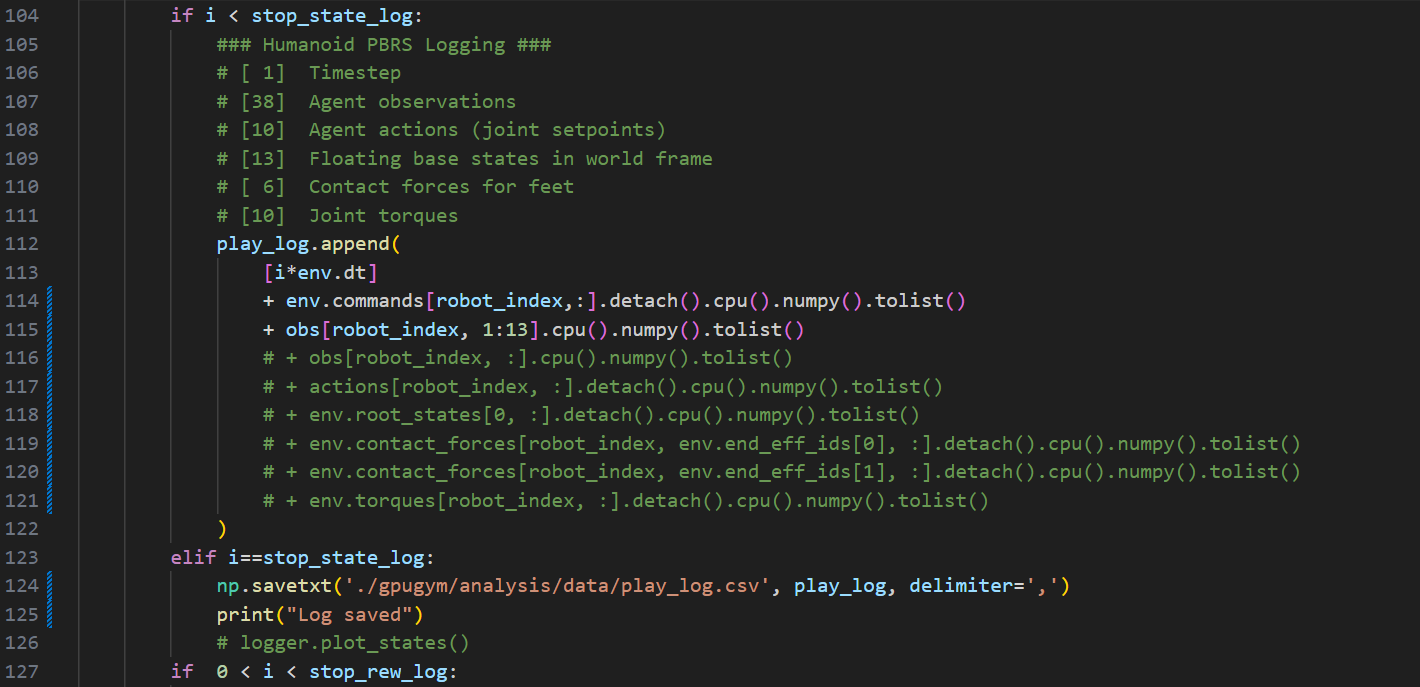 104 if i < stop_state_log:
105 ### Humanoid PBRS Logging ###
106 # [ 1]  Timestep
107 # [38]  Agent observations
108 # [10]  Agent actions (joint setpoints)
109 # [13]  Floating base states in world frame
110 # [ 6]  Contact forces for feet
111 # [10]  Joint torques
112 play_log.append(
113 [i*env.dt]
114 + env.commands[robot_index,:].detach().cpu().numpy().tolist()
115 + obs[robot_index, 1:13].cpu().numpy().tolist()
116 # + obs[robot_index, :].cpu().numpy().tolist()
117 # + actions[robot_index, :].detach().cpu().numpy().tolist()
118 # + env.root_states[0, :].detach().cpu().numpy().tolist()
119 # + env.contact_forces[robot_index, env.end_eff_ids[0], :].detach().cpu().numpy().tolist()
120 # + env.contact_forces[robot_index, env.end_eff_ids[1], :].detach().cpu().numpy().tolist()
121 # + env.torques[robot_index, :].detach().cpu().numpy().tolist()
122 )
123 elif i==stop_state_log:
124 np.savetxt('./gpugym/analysis/data/play_log.csv', play_log, delimiter=',')
125 print("Log saved")
126 # logger.plot_states()
127 if  0 < i < stop_rew_log: